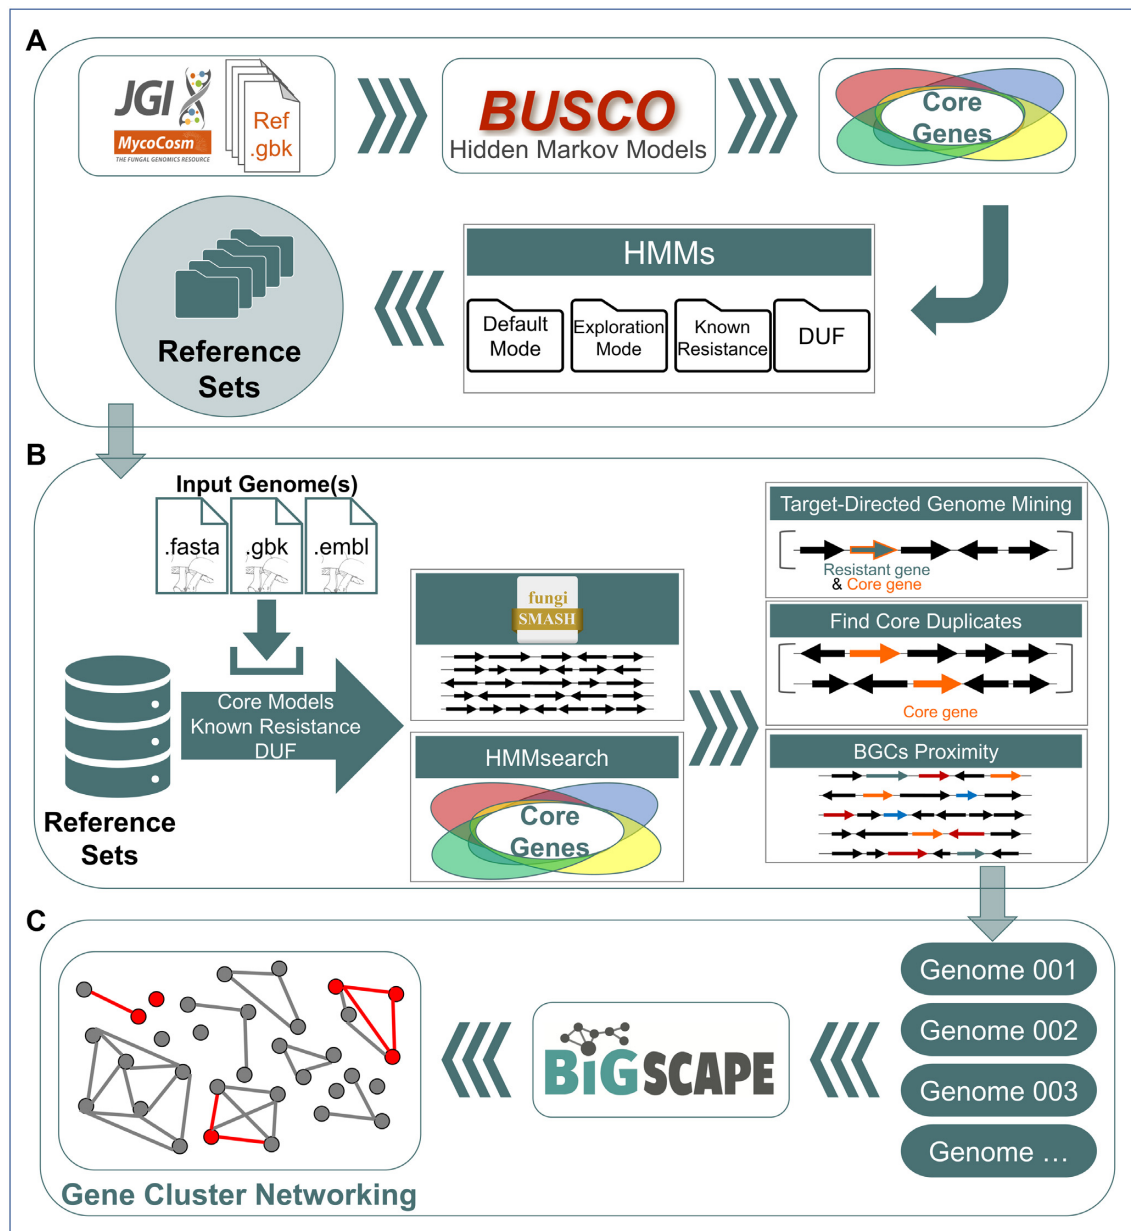 A
JGI
MycoCosm
THE FUNGAL GENOMICS RESOURCE
Ref
.gbk
BUSCO
Hidden Markov Models
Core
Genes
HMMs
Default
Mode
Exploration
Mode
Known
Resistance
DUF
Reference
Sets
B
Input Genome(s)
.fasta
.gbk
.embl
Core Models
Known Resistance
DUF
Reference
Sets
fungi
SMASH
HMMsearch
Core
Genes
Target-Directed Genome Mining
Resistant gene
& Core gene
Find Core Duplicates
Core gene
BGCs Proximity
C
Genome 001
Genome 002
Genome 003
Genome ...
BiGSCAPE
Gene Cluster Networking